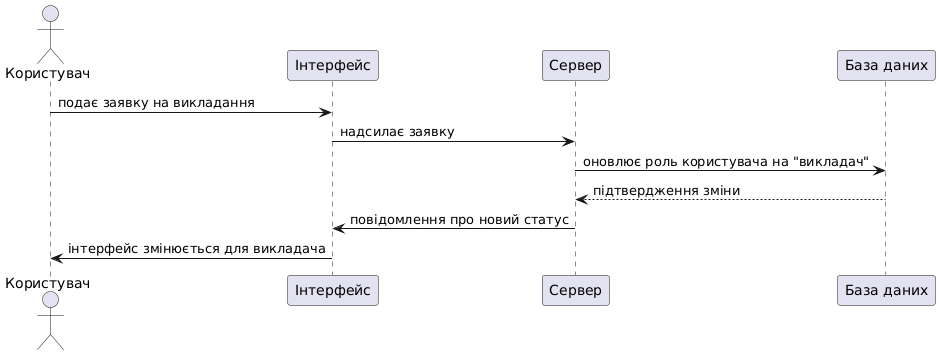 Користувач
Інтерфейс
Сервер
База даних
подає заявку на викладання
надсилає заявку
оновлює роль користувача на "викладач"
підтвердження зміни
повідомлення про новий статус
інтерфейс змінюється для викладача
Користувач
Інтерфейс
Сервер
База даних